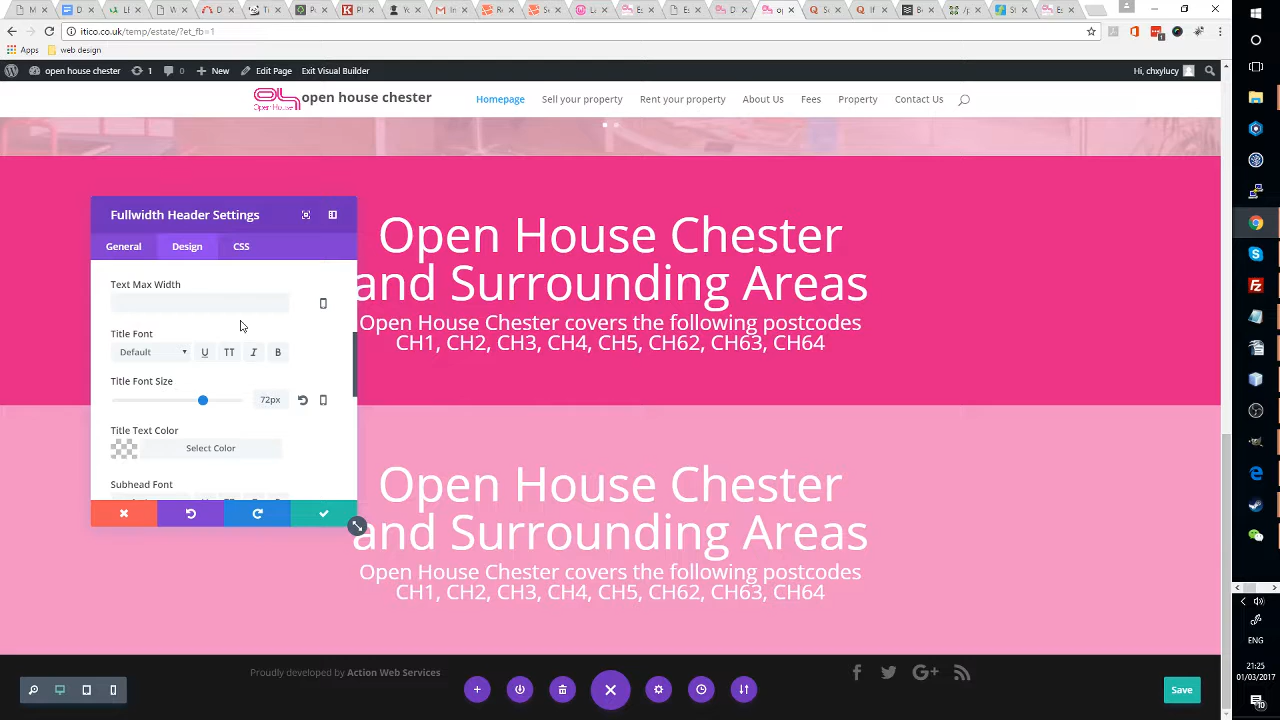 itico.co.uk/temp/estate/?et_fb=1
Apps
web design
open house chester
1
0
New
Edit Page
Exit Visual Builder
Hi, chxylucy
Open House
open house chester
Homepage
Sell your property
Rent your property
About Us
Fees
Property
Contact Us
Open House Chester
and Surrounding Areas
Open House Chester covers the following postcodes
CH1, CH2, CH3, CH4, CH5, CH62, CH63, CH64
Fullwidth Header Settings
General
Design
CSS
Text Max Width
Title Font
Default
U
TT
I
B
Title Font Size
72px
Title Text Color
Select Color
Subhead Font
Open House Chester
and Surrounding Areas
Open House Chester covers the following postcodes
CH1, CH2, CH3, CH4, CH5, CH62, CH63, CH64
Proudly developed by Action Web Services
Save
ENG
21:25
01/03/2017